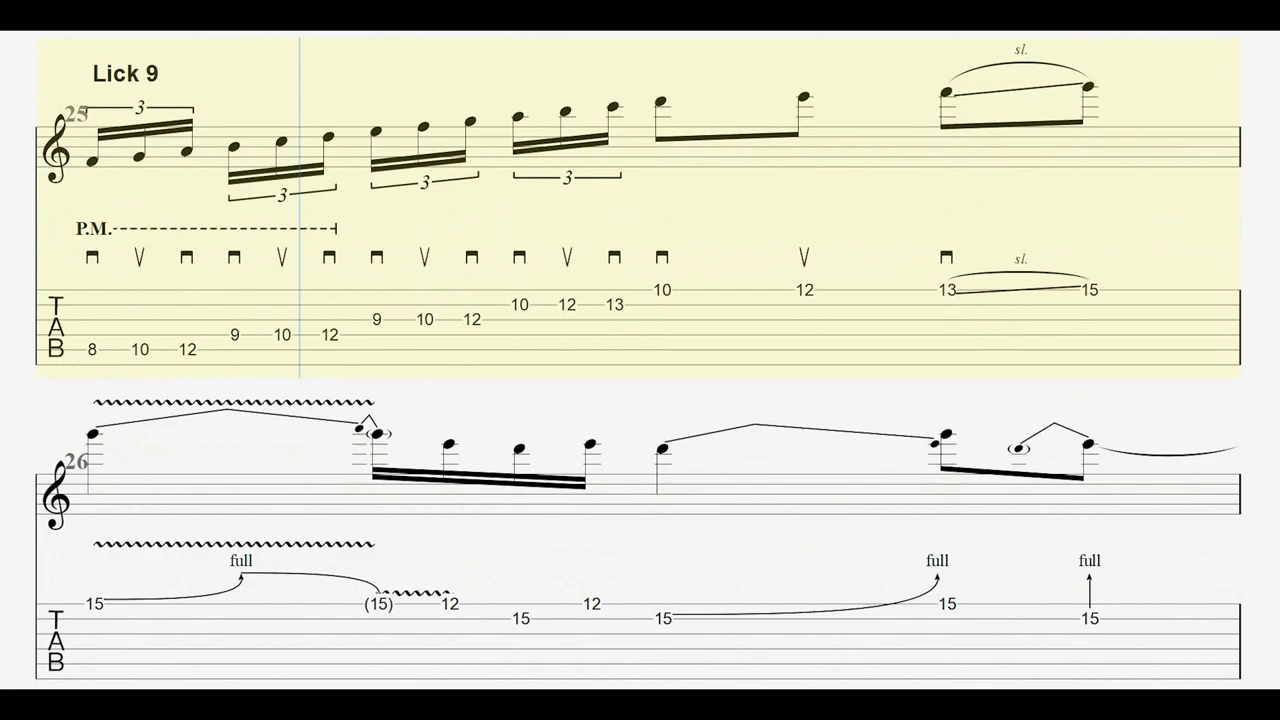 Lick 9
sl.
25
3
3
3
3
P.M.
sl.
T
A
B
8 10 12 9 10 12 9 10 12 10 12 13 10 12 13 15
26
full full full
T
A
B
15 (15) 12 15 12 15 15 15